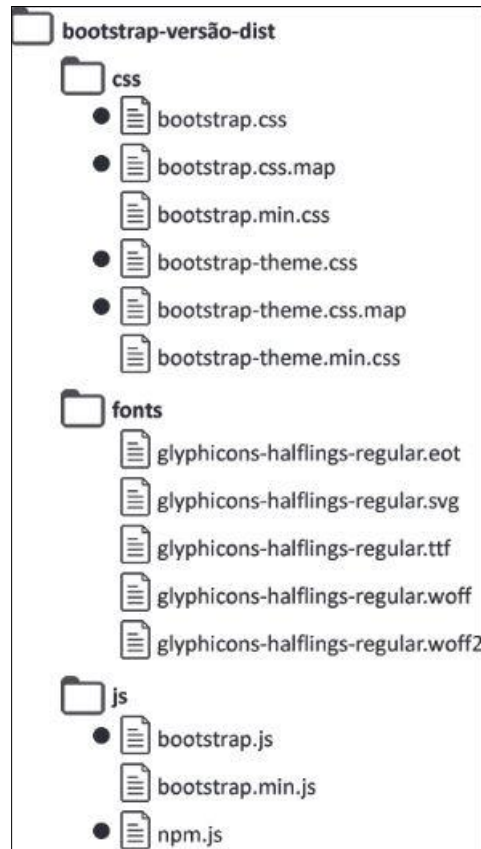 bootstrap-versão-dist
css
bootstrap.css
bootstrap.css.map
bootstrap.min.css
bootstrap-theme.css
bootstrap-theme.css.map
bootstrap-theme.min.css
fonts
glyphicons-halflings-regular.eot
glyphicons-halflings-regular.svg
glyphicons-halflings-regular.ttf
glyphicons-halflings-regular.woff
glyphicons-halflings-regular.woff2
js
bootstrap.js
bootstrap.min.js
npm.js